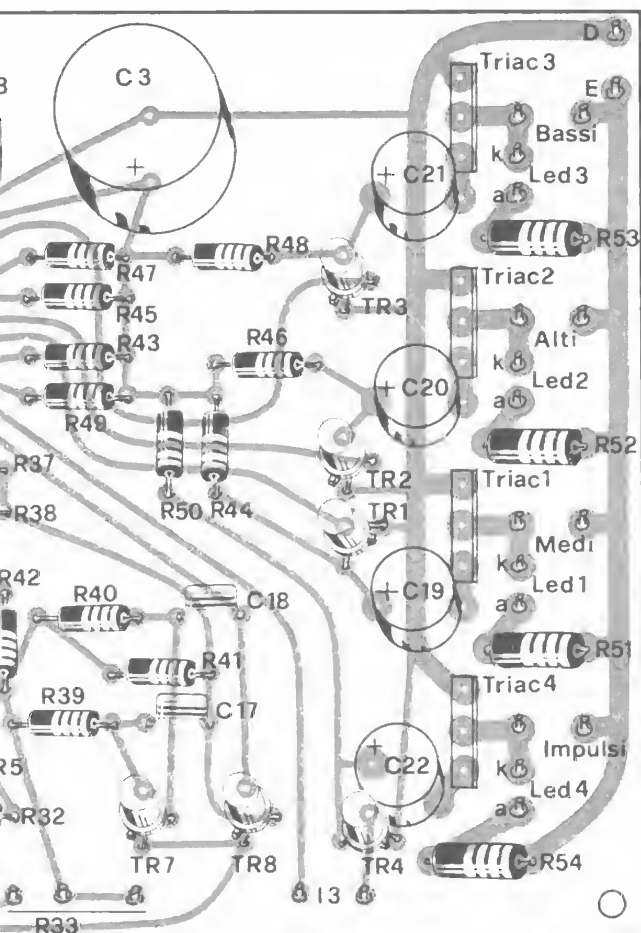 D
Triac3
C3
E
Bassi
k
Led3
a
+ C21
+
R53
R48
R47
Triac2
R45
TR3
R46
Alti
R43
k
Led2
+ C20
a
R49
R52
R37
TR2
Triac1
R50
R44
TR1
R38
Medi
k
R42
Led1
R40
C18
+ C19
a
R51
R41
Triac4
R39
C17
+
Impulsi
C22
k
R5
Led4
a
R32
TR7
TR8
TR4
R54
13
R33